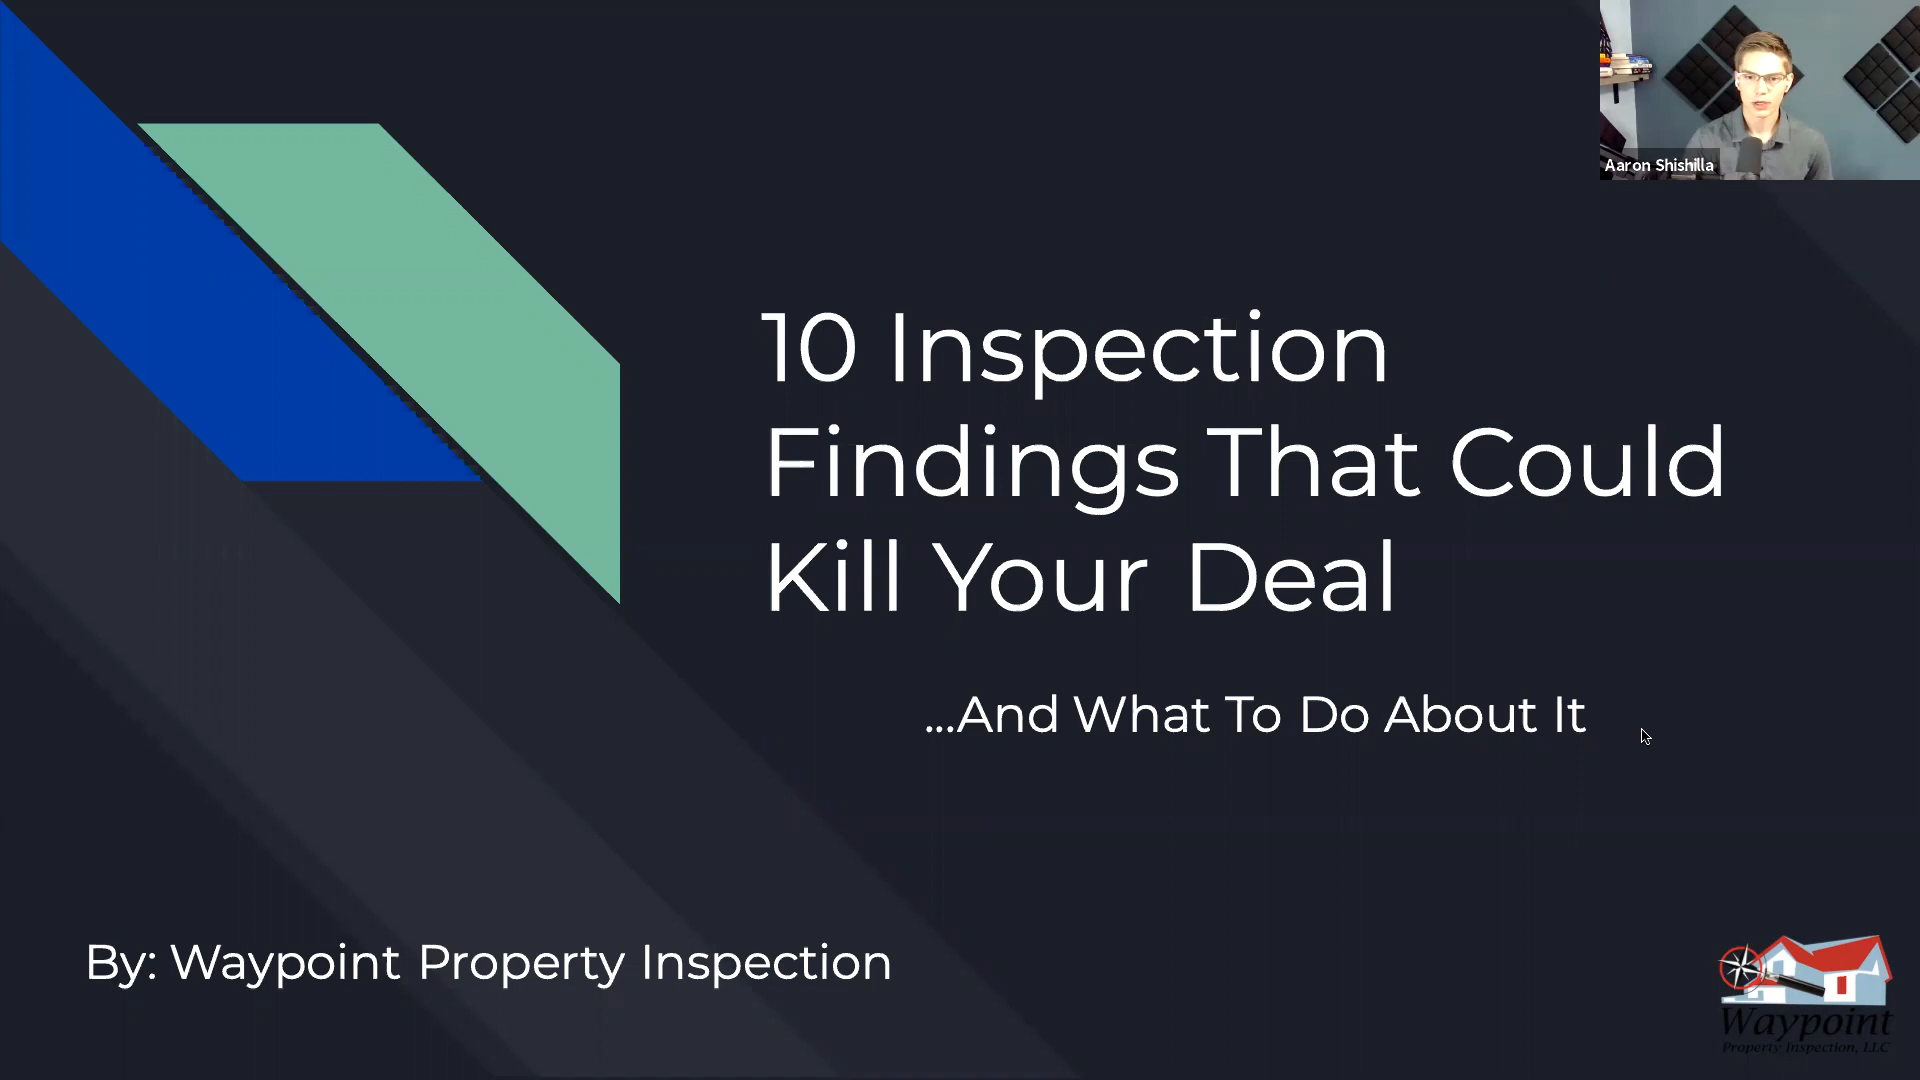 Aaron Shishilla
10 Inspection
Findings That Could
Kill Your Deal
...And What To Do About It
By: Waypoint Property Inspection
Waypoint
Property Inspection, LLC